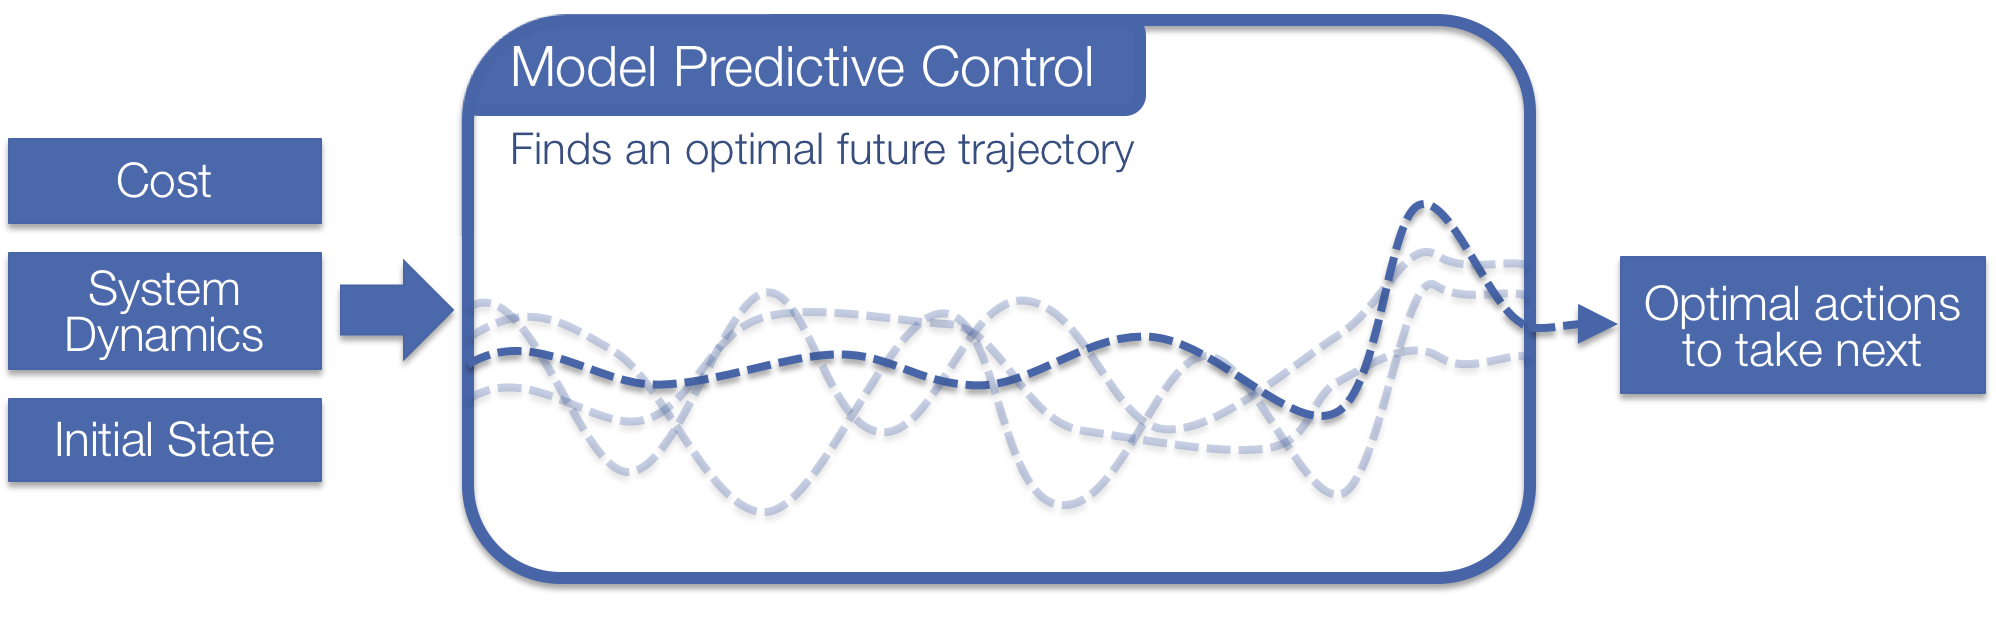 Model Predictive Control
Finds an optimal future trajectory
Cost
System
Dynamics
Initial State
Optimal actions
to take next